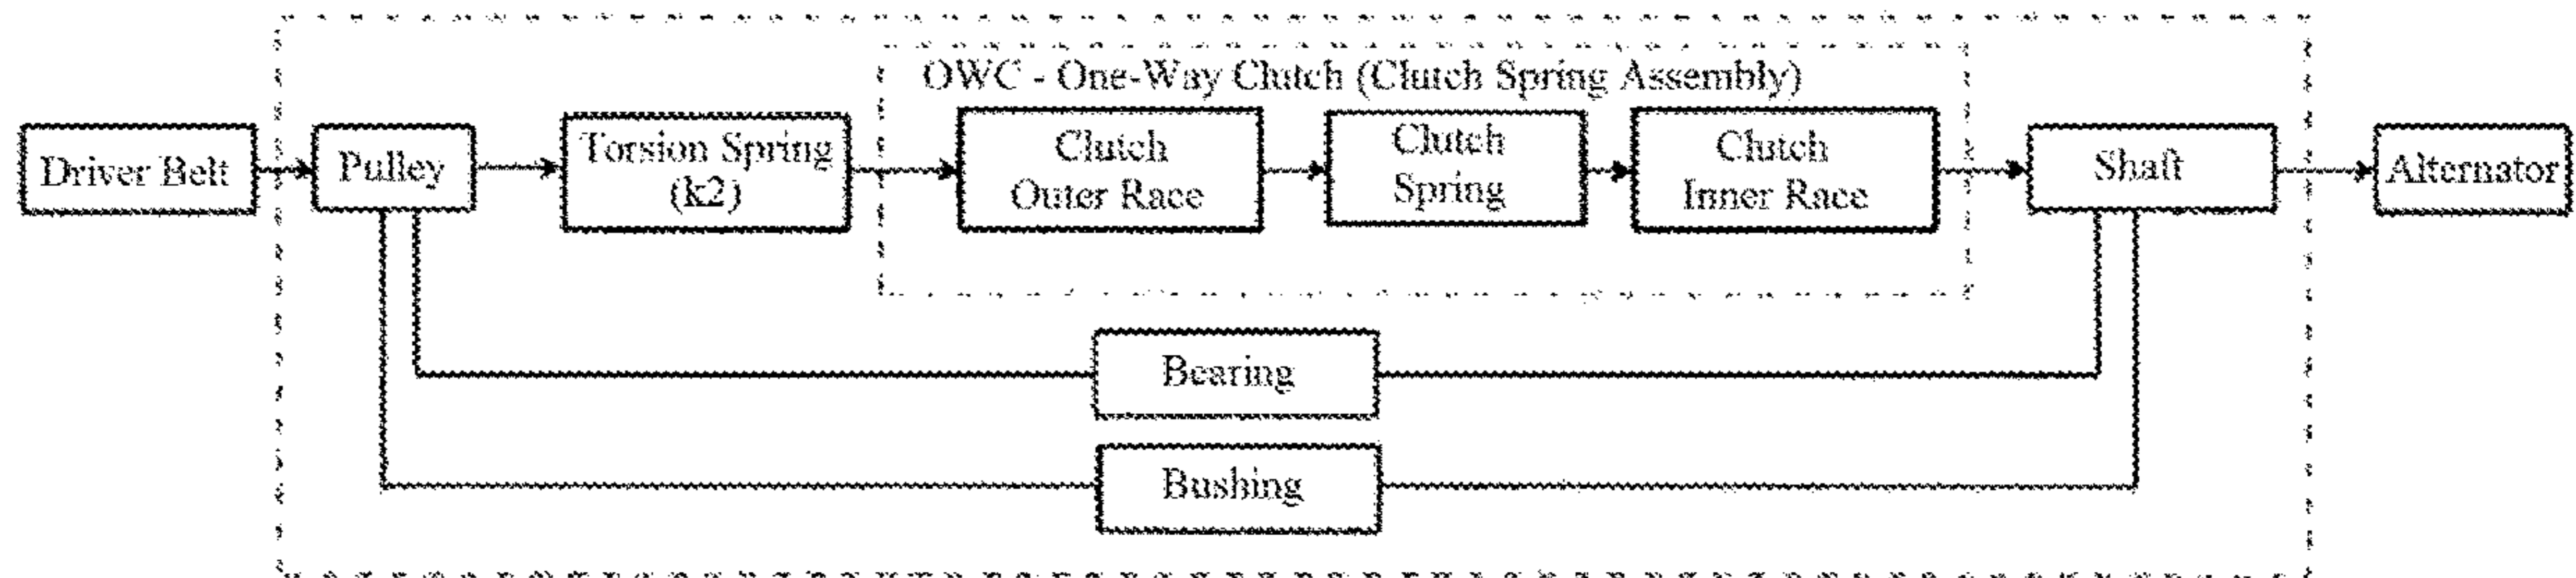 OWC - One-Way Clutch (Clutch Spring Assembly)
Driver Belt
Pulley
Torsion Spring
(k2)
Clutch
Outer Race
Clutch
Spring
Clutch
Inner Race
Shaft
Alternator
Bearing
Bushing